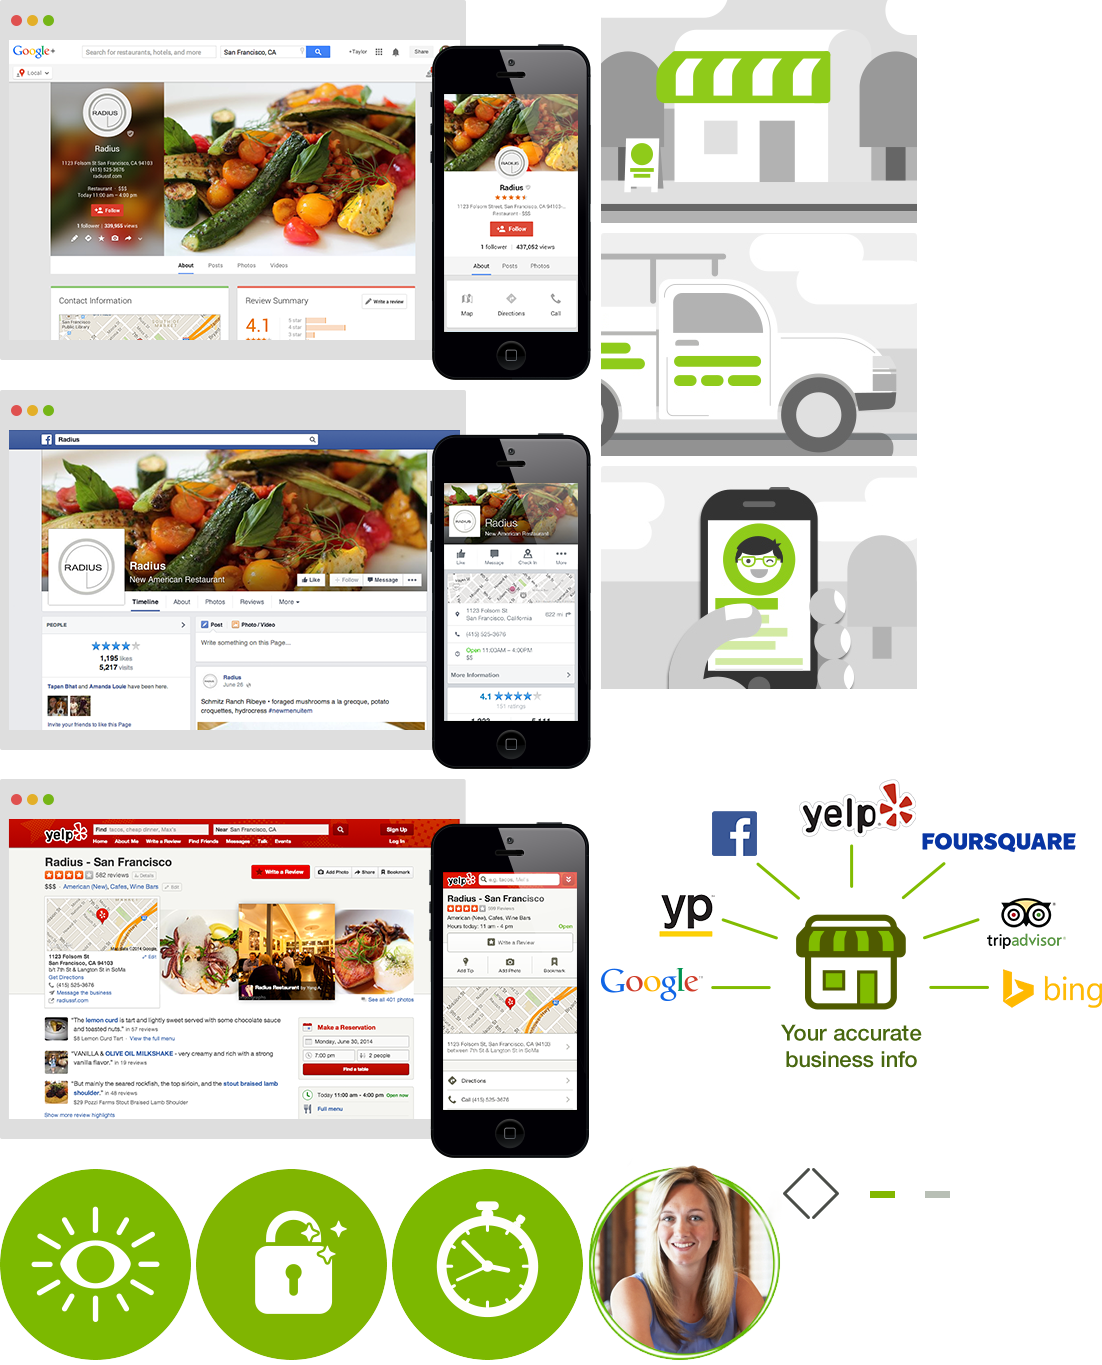 Google+
Search for restaurants, hotels, and more
San Francisco, CA
+Taylor
Share
Local
RADIUS
Radius
1123 Folsom St San Francisco, CA 94103
(415) 525-3676
radiussf.com
Restaurant · $$$
Today 11:00 am – 4:00 pm
Follow
1 follower | 339,955 views
About Posts Photos Videos
Contact Information
San Francisco
Public Library
Review Summary
Write a review
4.1
5 star
4 star
3 star
RADIUS
Radius
1123 Folsom Street, San Francisco, CA 94103-...
Restaurant · $$$
Follow
1 follower | 437,052 views
About Posts Photos
Map Directions Call
Radius
RADIUS
Radius
New American Restaurant
Like Follow Message
Timeline About Photos Reviews More
PEOPLE
1,195 likes
5,217 visits
Tapan Bhat and Amanda Louie have been here.
Invite your friends to like this Page
Post Photo / Video
Write something on this Page...
Radius
June 26
Schmitz Ranch Ribeye • foraged mushrooms a la grecque, potato
croquettes, hydrocress #newmenuitem
RADIUS
Radius
New American Restaurant
Like Message Check In More
1123 Folsom St
San Francisco, California
622 mi
(415) 525-3676
Open 11:00AM – 4:00PM
$$
More Information
4.1
181 ratings
yelp
Find tacos, cheap dinner, Max's
Near San Francisco, CA
Sign Up
Home About Me Write a Review Find Friends Messages Talk Events
Log In
Radius - San Francisco
582 reviews Details
$$$ · American (New), Cafes, Wine Bars Edit
Write a Review
Add Photo Share Bookmark
Map data ©2014 Google
1123 Folsom St
San Francisco, CA 94103
b/t 7th St & Langton St in SoMa
Get Directions
(415) 525-3676
Message the business
radiussf.com
Edit
Radius Restaurant by Yang A.
See all 401 photos
"The lemon curd is tart and lightly sweet served with some chocolate sauce
and toasted nuts." in 57 reviews
$8 Lemon Curd Tart · View the full menu
"VANILLA & OLIVE OIL MILKSHAKE - very creamy and rich with a strong
vanilla flavor." in 19 reviews
"But mainly the seared rockfish, the top sirloin, and the stout braised lamb
shoulder." in 48 reviews
$29 Pozzi Farms Stout Braised Lamb Shoulder
Show more review highlights
Make a Reservation
Monday, June 30, 2014
7:00 pm
2 people
Find a table
Today 11:00 am - 4:00 pm Open now
Full menu
yelp
e.g. tacos, Mel's
Radius - San Francisco
American (New), Cafes, Wine Bars
Hours today: 11 am - 4 pm Open
Write a Review
Add Tip Add Photo Bookmark
1123 Folsom St, San Francisco, CA 94103
between 7th St & Langton St in SoMa
Directions
Call (415) 525-3676
yelp
FOURSQUARE
yp
tripadvisor
Google
bing
Your accurate
business info